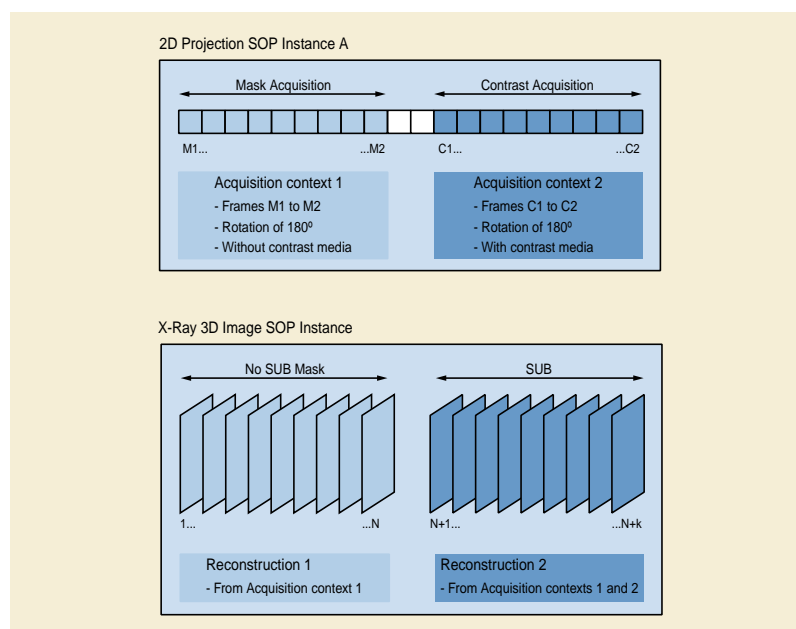 2D Projection SOP Instance A
Mask Acquisition
Contrast Acquisition
M1...
...M2
C1...
...C2
Acquisition context 1
- Frames M1 to M2
- Rotation of 180º
- Without contrast media
Acquisition context 2
- Frames C1 to C2
- Rotation of 180º
- With contrast media
X-Ray 3D Image SOP Instance
No SUB Mask
SUB
1...
...N
N+1...
...N+k
Reconstruction 1
- From Acquisition context 1
Reconstruction 2
- From Acquisition contexts 1 and 2